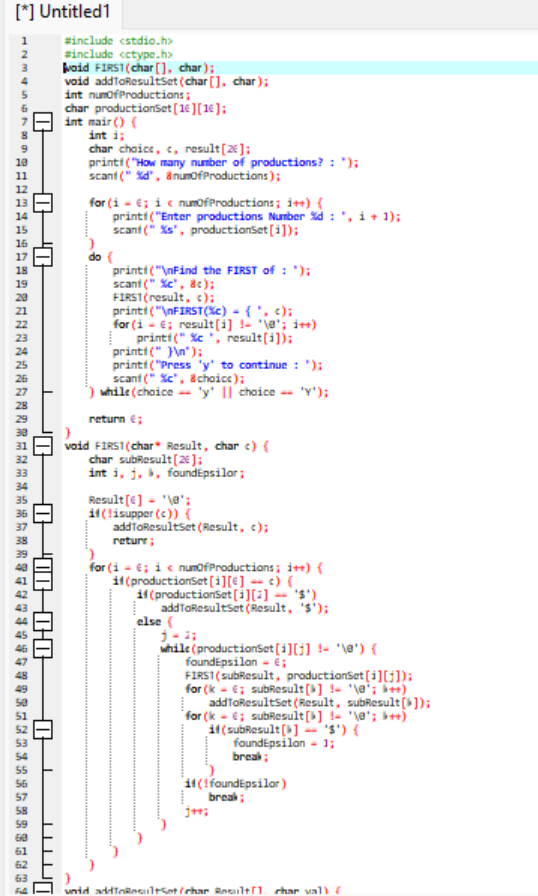 [*] Untitled1
1 #include <stdio.h>
2 #include <ctype.h>
3 void FIRST(char[], char);
4 void addToResultSet(char[], char);
5 int numOfProductions;
6 char productionSet[10][10];
7 int main() {
8 int i;
9 char choice, c, result[20];
10 printf("How many number of productions? : ");
11 scanf(" %d", &numOfProductions);
12
13 for(i = 0; i < numOfProductions; i++) {
14 printf("Enter productions Number %d : ", i + 1);
15 scanf(" %s", productionSet[i]);
16 }
17 do {
18 printf("\nFind the FIRST of : ");
19 scanf(" %c", &c);
20 FIRST(result, c);
21 printf("\nFIRST(%c) = { ", c);
22 for(i = 0; result[i] != '\0'; i++)
23 printf(" %c ", result[i]);
24 printf(" }\n");
25 printf("Press 'y' to continue : ");
26 scanf(" %c", &choice);
27 } while(choice == 'y' || choice == 'Y');
28
29 return 0;
30 }
31 void FIRST(char* Result, char c) {
32 char subResult[20];
33 int i, j, k, foundEpsilon;
34
35 Result[0] = '\0';
36 if(!isupper(c)) {
37 addToResultSet(Result, c);
38 return;
39 }
40 for(i = 0; i < numOfProductions; i++) {
41 if(productionSet[i][0] == c) {
42 if(productionSet[i][2] == '$')
43 addToResultSet(Result, '$');
44 else {
45 j = 2;
46 while(productionSet[i][j] != '\0') {
47 foundEpsilon = 0;
48 FIRST(subResult, productionSet[i][j]);
49 for(k = 0; subResult[k] != '\0'; k++)
50 addToResultSet(Result, subResult[k]);
51 for(k = 0; subResult[k] != '\0'; k++)
52 if(subResult[k] == '$') {
53 foundEpsilon = 1;
54 break;
55 }
56 if(!foundEpsilon)
57 break;
58 j++;
59 }
60 }
61 }
62 }
63 }
64 void addToResultSet(char Result[], char val) {